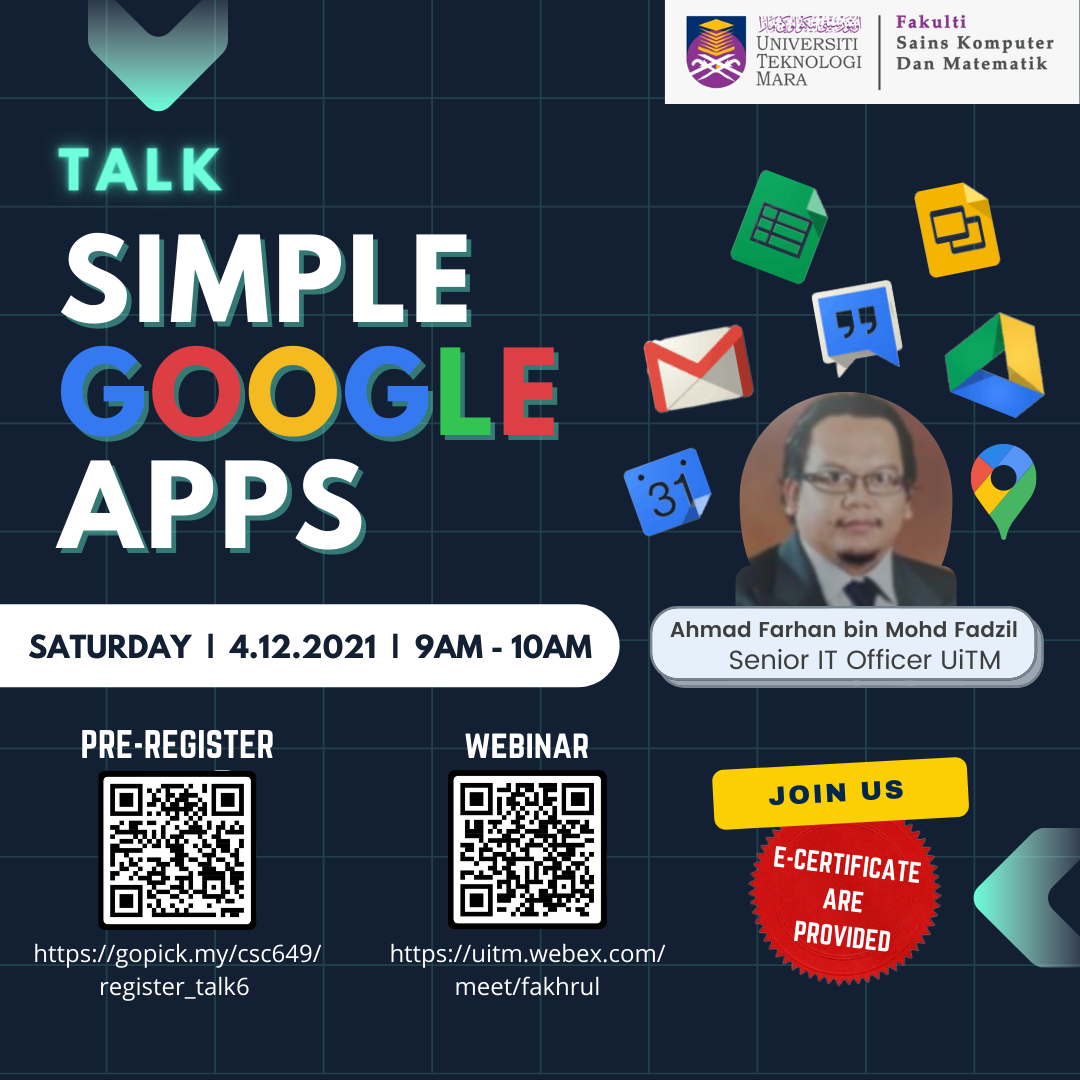 UNIVERSITI
TEKNOLOGI
MARA
Fakulti
Sains Komputer
Dan Matematik
TALK
SIMPLE
GOOGLE
APPS
31
SATURDAY | 4.12.2021 | 9AM - 10AM
Ahmad Farhan bin Mohd Fadzil
Senior IT Officer UiTM
PRE-REGISTER
https://gopick.my/csc649/
register_talk6
WEBINAR
https://uitm.webex.com/
meet/fakhrul
JOIN US
E-CERTIFICATE
ARE
PROVIDED